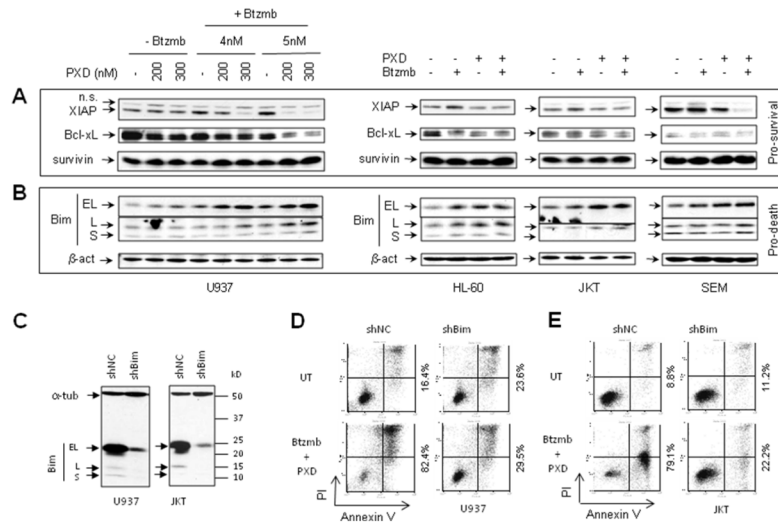 + Btzmb
- Btzmb 4nM 5nM
PXD (nM) - 200 300 - 200 300 - 200 300
PXD - - + +
Btzmb - + - +
- - + +
- + - +
- - + +
- + - +
A
n.s.
XIAP
Bcl-xL
survivin
XIAP
Bcl-xL
survivin
Pro-survival
B
Bim
EL
L
S
β-act
Bim
EL
L
S
β-act
Pro-death
U937 HL-60 JKT SEM
C
shNC shBim shNC shBim kD
α-tub
50
37
25
20
15
10
Bim
EL
L
S
U937 JKT
D
shNC shBim
UT
16.4% 23.6%
Btzmb
+
PXD
82.4% 29.5%
PI
Annexin V U937
E
shNC shBim
UT
8.8% 11.2%
Btzmb
+
PXD
79.1% 22.2%
PI
Annexin V JKT